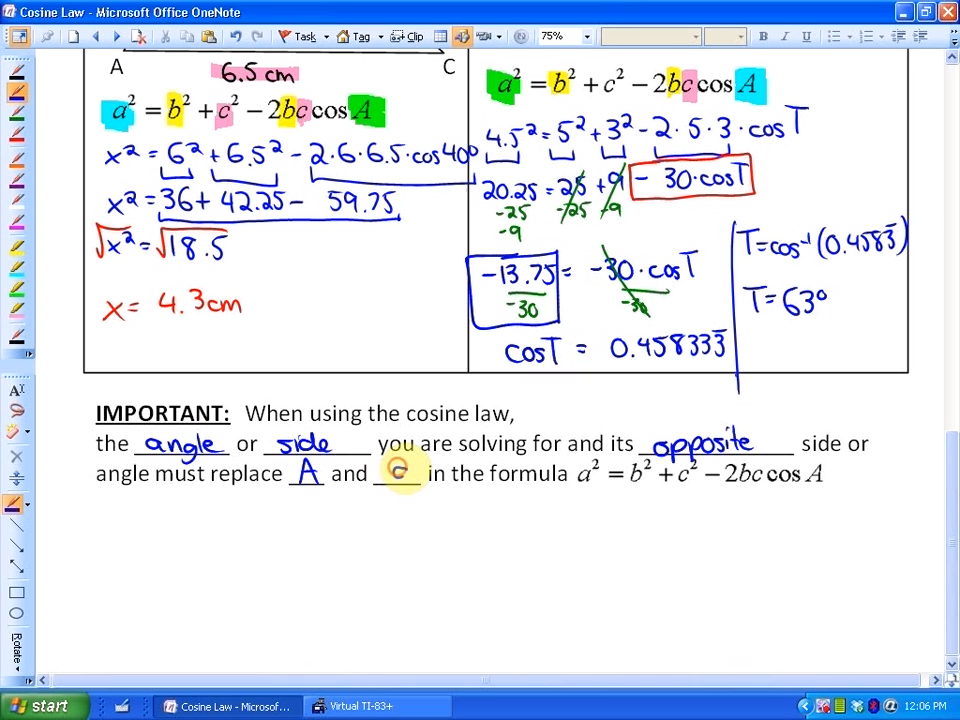 Cosine Law - Microsoft Office OneNote
Task Tag Clip 75% B I U
A 6.5 cm C
a² = b² + c² − 2bc cos A
x² = 6² + 6.5² − 2·6·6.5·cos40°
x² = 36 + 42.25 − 59.75
√x² = √18.5
x = 4.3cm
a² = b² + c² − 2bc cos A
4.5² = 5² + 3² − 2·5·3·cosT
20.25 = 25 + 9 − 30·cosT
-25 -25 -9
-9
-13.75 = -30·cosT
-30 -30
cosT = 0.458333̅
T = cos⁻¹(0.4583̅)
T = 63°
IMPORTANT: When using the cosine law,
the angle or side you are solving for and its opposite side or
angle must replace A and in the formula a² = b² + c² − 2bc cos A
Rotate
start Cosine Law - Microsof... Virtual TI-83+ 12:06 PM